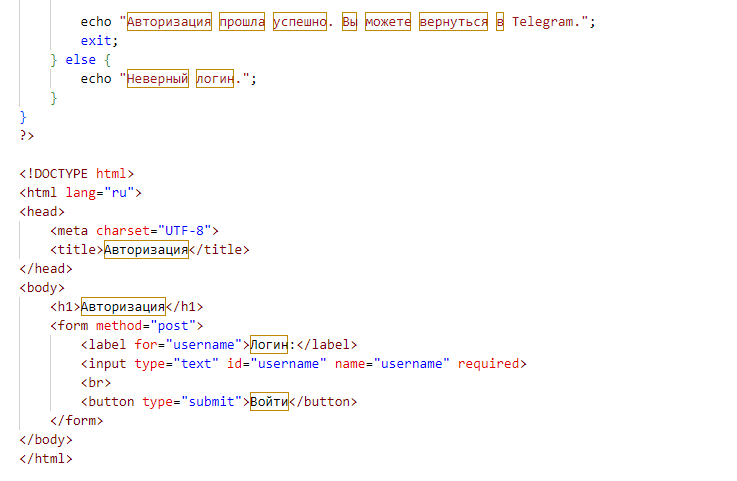 echo "Авторизация прошла успешно. Вы можете вернуться в Telegram.";
exit;
} else {
echo "Неверный логин.";
}
}
?>
<!DOCTYPE html>
<html lang="ru">
<head>
<meta charset="UTF-8">
<title>Авторизация</title>
</head>
<body>
<h1>Авторизация</h1>
<form method="post">
<label for="username">Логин:</label>
<input type="text" id="username" name="username" required>
<br>
<button type="submit">Войти</button>
</form>
</body>
</html>